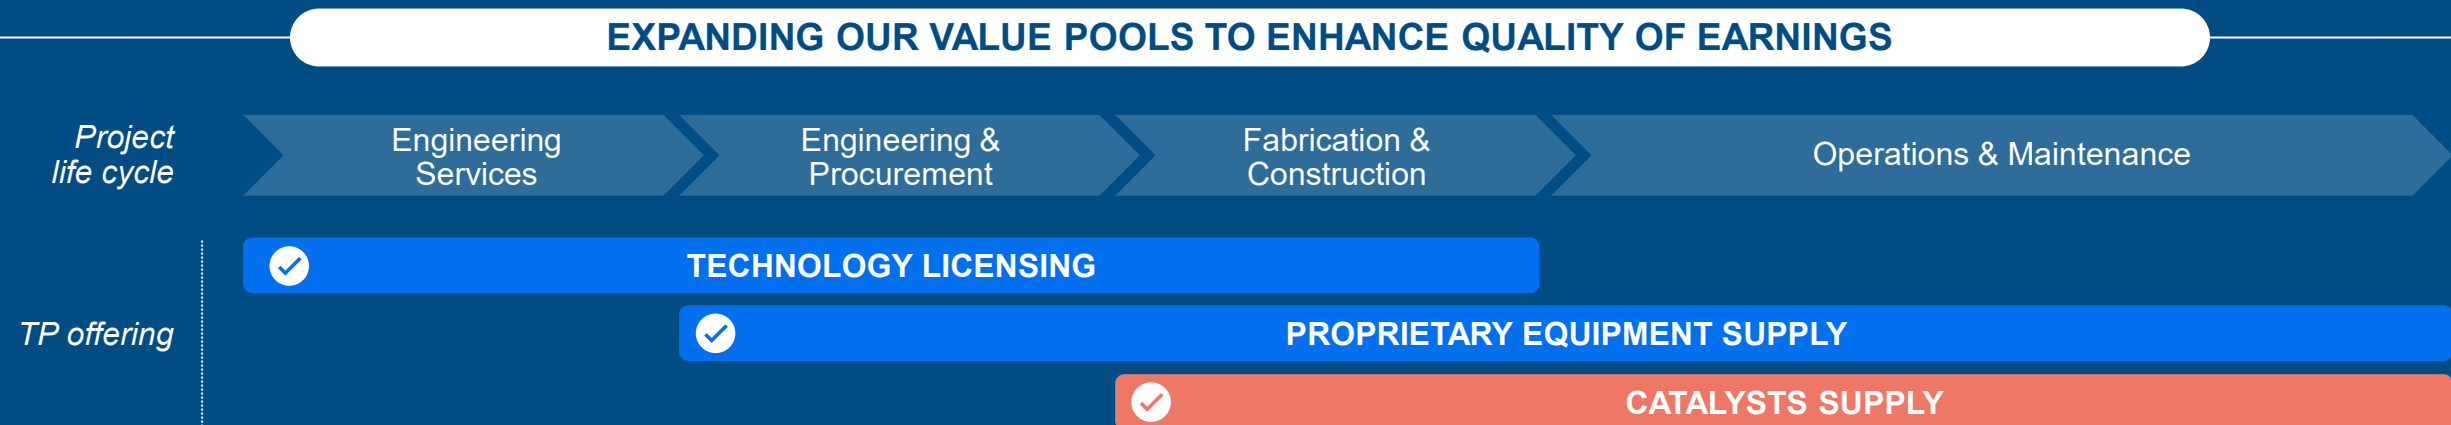 EXPANDING OUR VALUE POOLS TO ENHANCE QUALITY OF EARNINGS
Project
life cycle
Engineering
Services
Engineering &
Procurement
Fabrication &
Construction
Operations & Maintenance
TECHNOLOGY LICENSING
TP offering
PROPRIETARY EQUIPMENT SUPPLY
CATALYSTS SUPPLY